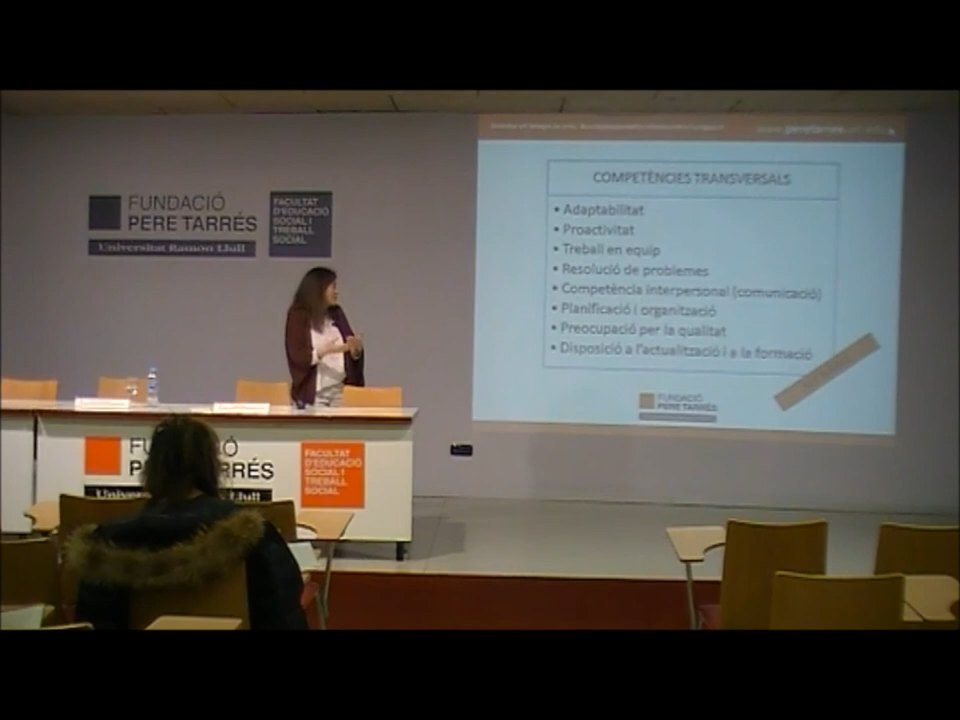 FUNDACIÓ
PERE TARRÉS
Universitat Ramon Llull
FACULTAT
D'EDUCACIÓ
SOCIAL I
TREBALL
SOCIAL
COMPETÈNCIES TRANSVERSALS
• Adaptabilitat
• Proactivitat
• Treball en equip
• Resolució de problemes
• Competència interpersonal (comunicació)
• Planificació i organització
• Preocupació per la qualitat
• Disposició a l'actualització i a la formació
FUNDACIÓ
PERE TARRÉS
FACULTAT
D'EDUCACIÓ
SOCIAL I
TREBALL
SOCIAL